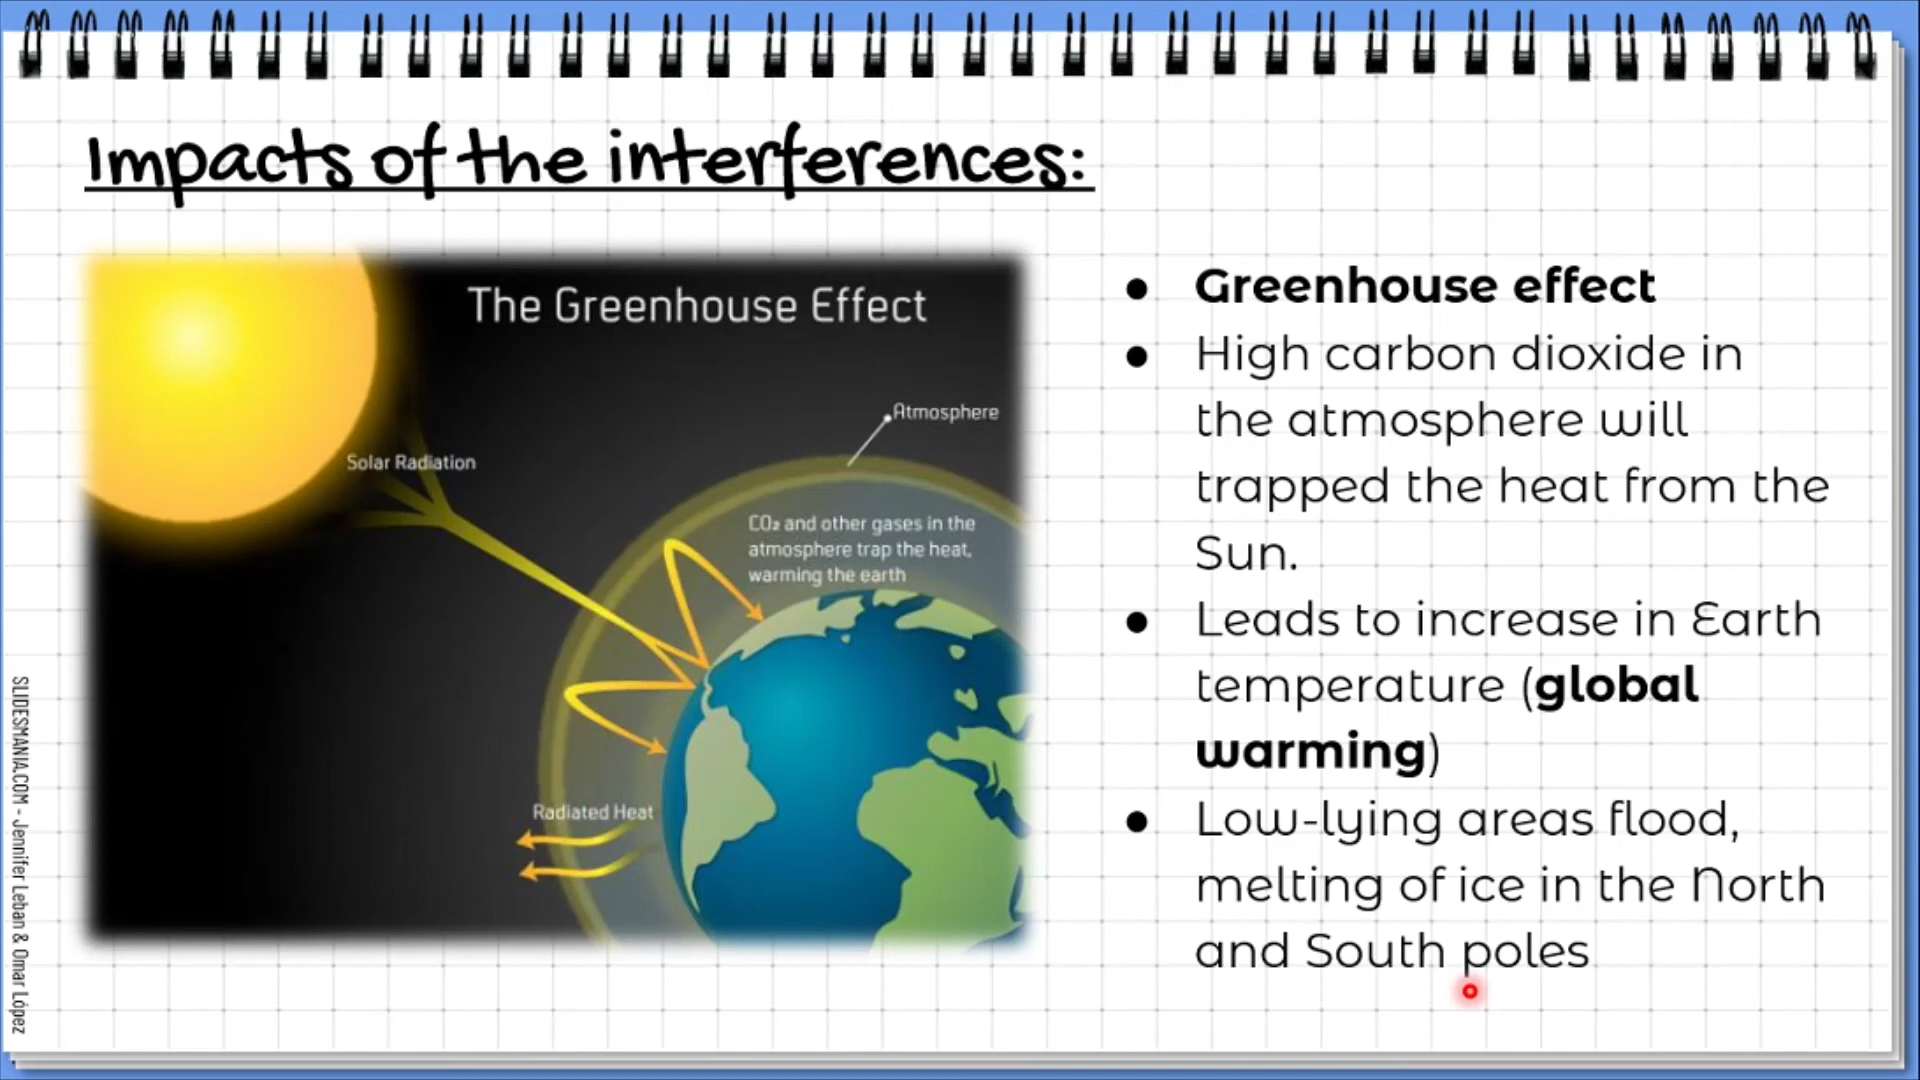 Impacts of the interferences:
The Greenhouse Effect
Atmosphere
Solar Radiation
CO₂ and other gases in the
atmosphere trap the heat,
warming the earth
Radiated Heat
● Greenhouse effect
● High carbon dioxide in
the atmosphere will
trapped the heat from the
Sun.
● Leads to increase in Earth
temperature (global
warming)
● Low-lying areas flood,
melting of ice in the North
and South poles
SLIDESMANIA.COM - Jennifer Leban & Omar López